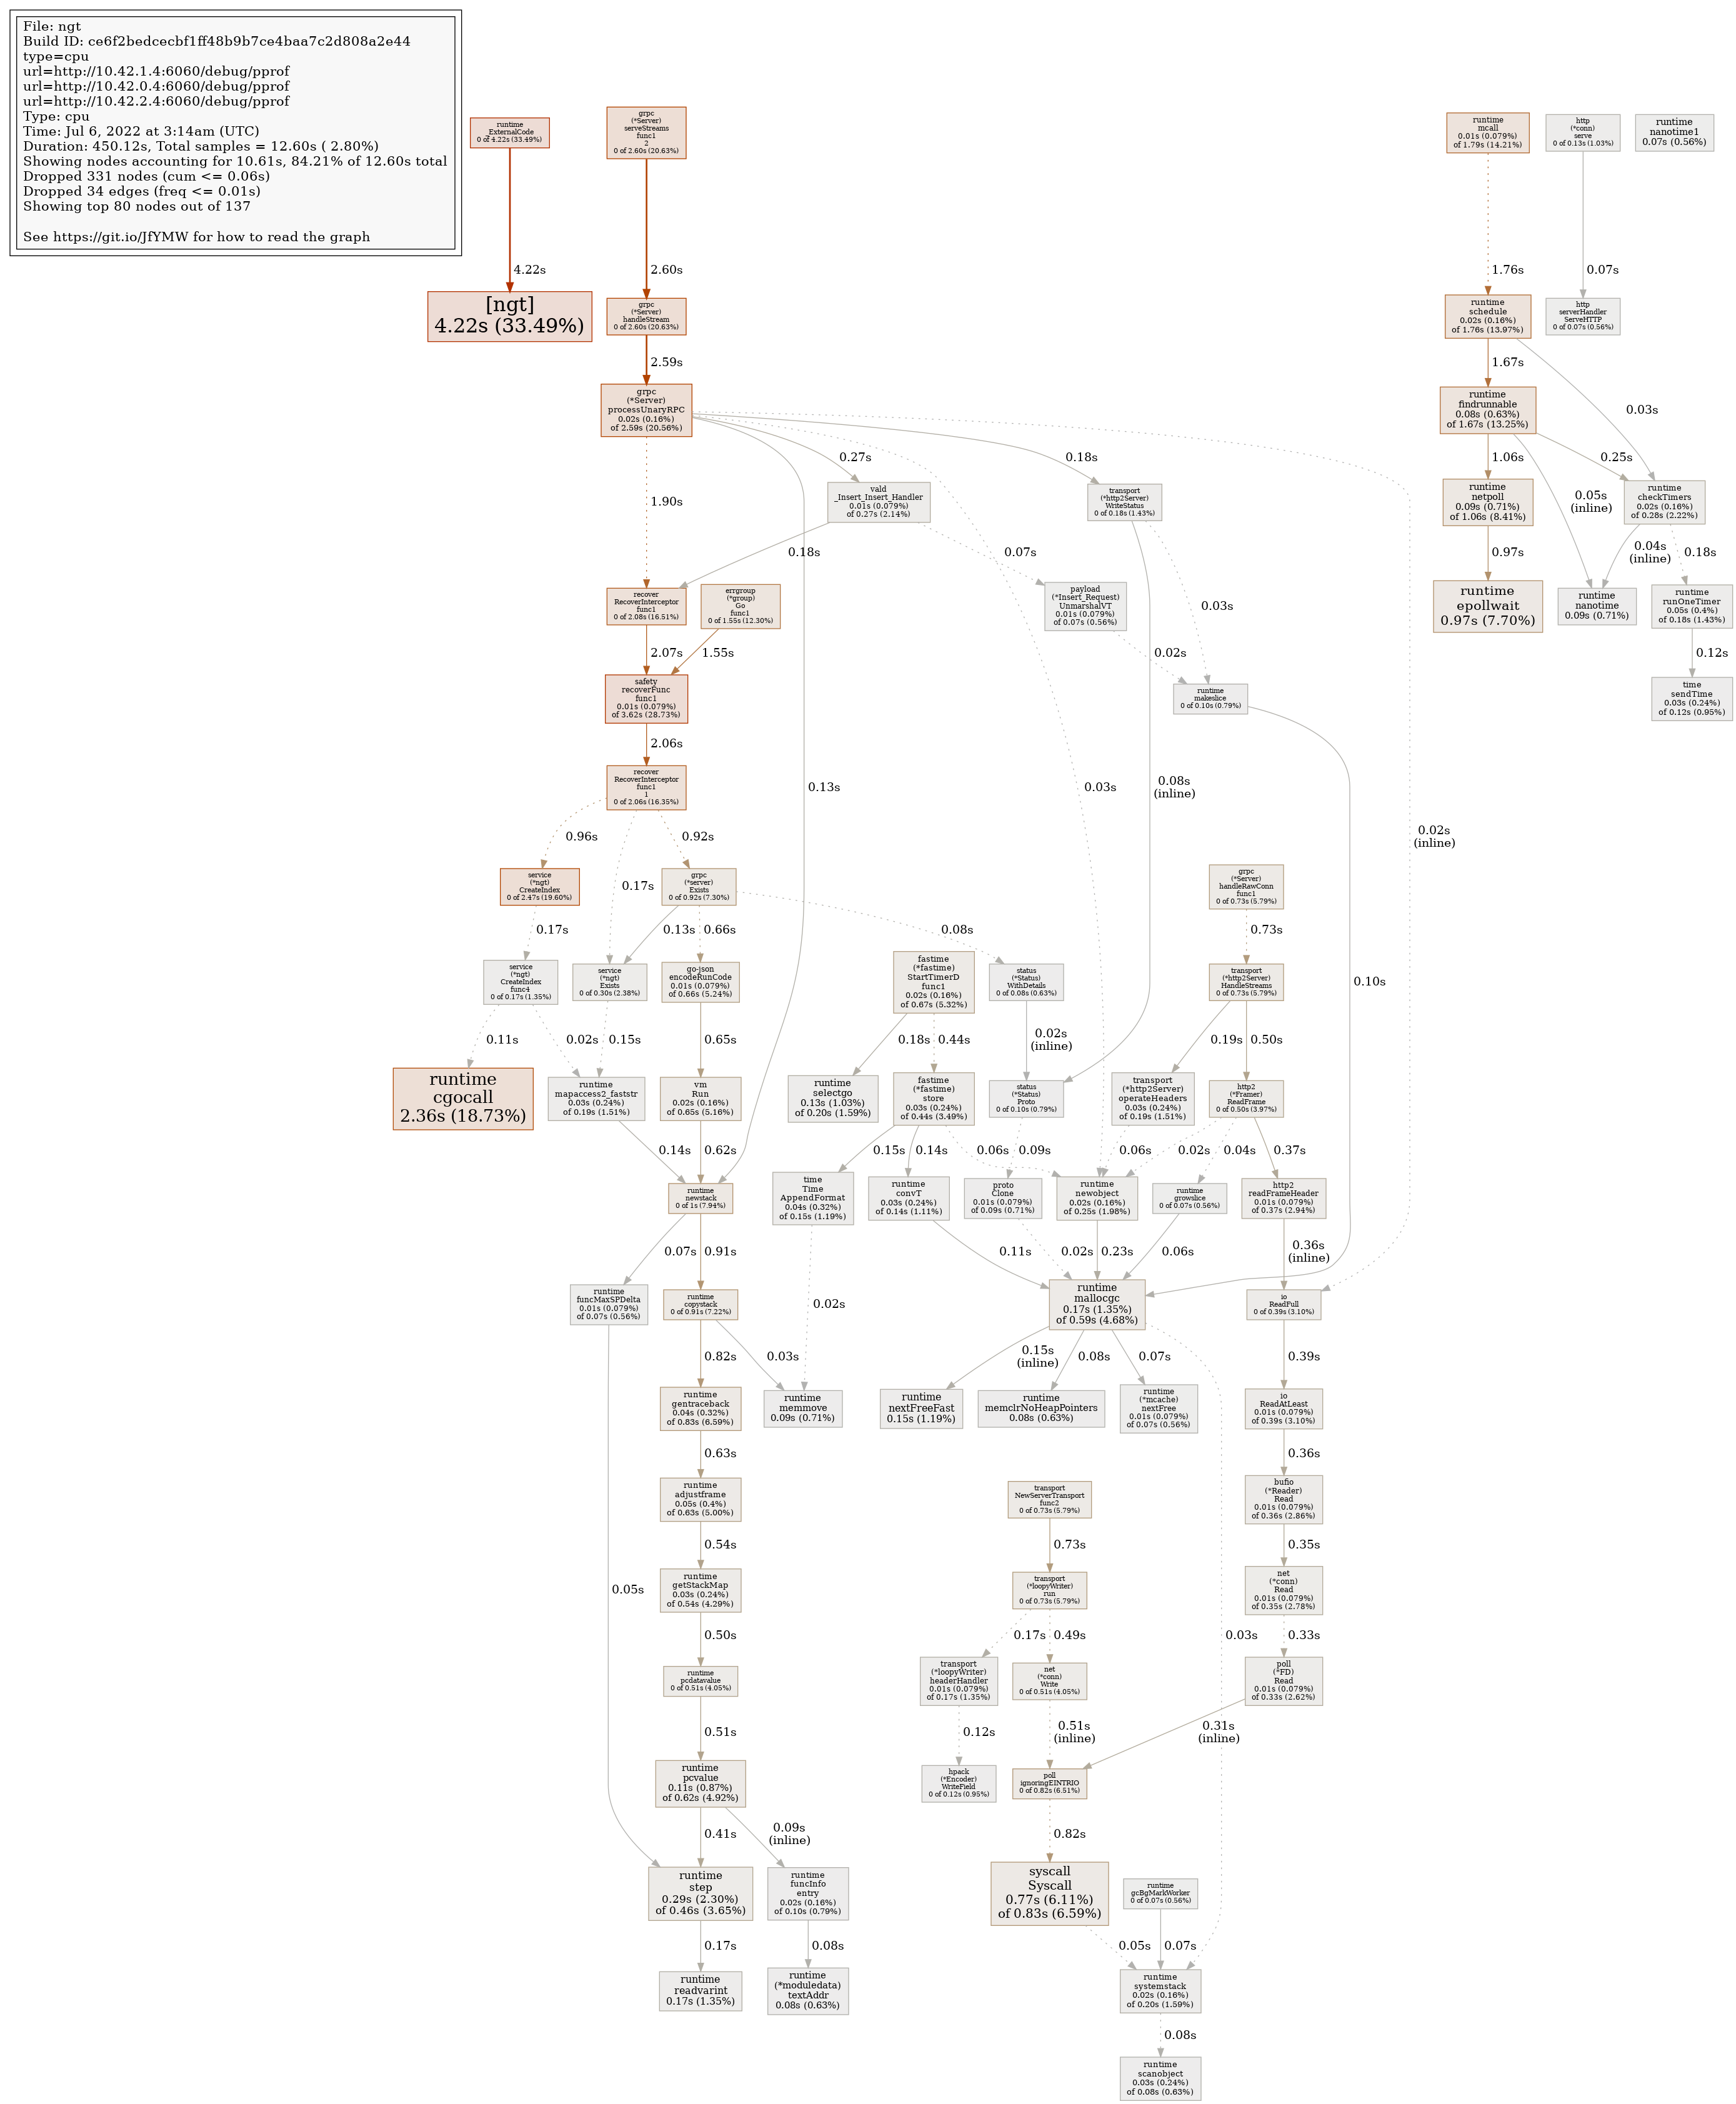 File: ngt
Build ID: ce6f2bedcecbf1ff48b9b7ce4baa7c2d808a2e44
type=cpu
url=http://10.42.1.4:6060/debug/pprof
url=http://10.42.0.4:6060/debug/pprof
url=http://10.42.2.4:6060/debug/pprof
Type: cpu
Time: Jul 6, 2022 at 3:14am (UTC)
Duration: 450.12s, Total samples = 12.60s ( 2.80%)
Showing nodes accounting for 10.61s, 84.21% of 12.60s total
Dropped 331 nodes (cum <= 0.06s)
Dropped 34 edges (freq <= 0.01s)
Showing top 80 nodes out of 137
See https://git.io/JfYMW for how to read the graph
runtime
ExternalCode
0 of 4.22s (33.49%)
4.22s
[ngt]
4.22s (33.49%)
grpc
(*Server)
serveStreams
func1
2
0 of 2.60s (20.63%)
2.60s
grpc
(*Server)
handleStream
0 of 2.60s (20.63%)
2.59s
grpc
(*Server)
processUnaryRPC
0.02s (0.16%)
of 2.59s (20.56%)
1.90s
0.13s
0.27s
0.03s
0.18s
0.02s
(inline)
vald
_Insert_Insert_Handler
0.01s (0.079%)
of 0.27s (2.14%)
0.18s
0.07s
transport
(*http2Server)
WriteStatus
0 of 0.18s (1.43%)
0.08s
(inline)
0.03s
recover
RecoverInterceptor
func1
0 of 2.08s (16.51%)
2.07s
errgroup
(*group)
Go
func1
0 of 1.55s (12.30%)
1.55s
payload
(*Insert_Request)
UnmarshalVT
0.01s (0.079%)
of 0.07s (0.56%)
0.02s
runtime
makeslice
0 of 0.10s (0.79%)
0.10s
safety
recoverFunc
func1
0.01s (0.079%)
of 3.62s (28.73%)
2.06s
recover
RecoverInterceptor
func1
1
0 of 2.06s (16.35%)
0.96s
0.17s
0.92s
service
(*ngt)
CreateIndex
0 of 2.47s (19.60%)
0.17s
grpc
(*server)
Exists
0 of 0.92s (7.30%)
0.13s
0.66s
0.08s
service
(*ngt)
CreateIndex
func4
0 of 0.17s (1.35%)
0.11s
0.02s
service
(*ngt)
Exists
0 of 0.30s (2.38%)
0.15s
go-json
encodeRunCode
0.01s (0.079%)
of 0.66s (5.24%)
0.65s
runtime
cgocall
2.36s (18.73%)
runtime
mapaccess2_faststr
0.03s (0.24%)
of 0.19s (1.51%)
0.14s
vm
Run
0.02s (0.16%)
of 0.65s (5.16%)
0.62s
runtime
newstack
0 of 1s (7.94%)
0.07s
0.91s
runtime
funcMaxSPDelta
0.01s (0.079%)
of 0.07s (0.56%)
0.05s
runtime
copystack
0 of 0.91s (7.22%)
0.82s
0.03s
runtime
gentraceback
0.04s (0.32%)
of 0.83s (6.59%)
0.63s
runtime
memmove
0.09s (0.71%)
runtime
adjustframe
0.05s (0.4%)
of 0.63s (5.00%)
0.54s
runtime
getStackMap
0.03s (0.24%)
of 0.54s (4.29%)
0.50s
runtime
pcdatavalue
0 of 0.51s (4.05%)
0.51s
runtime
pcvalue
0.11s (0.87%)
of 0.62s (4.92%)
0.41s
0.09s
(inline)
runtime
step
0.29s (2.30%)
of 0.46s (3.65%)
0.17s
runtime
funcInfo
entry
0.02s (0.16%)
of 0.10s (0.79%)
0.08s
runtime
readvarint
0.17s (1.35%)
runtime
(*moduledata)
textAddr
0.08s (0.63%)
fastime
(*fastime)
StartTimerD
func1
0.02s (0.16%)
of 0.67s (5.32%)
0.18s
0.44s
runtime
selectgo
0.13s (1.03%)
of 0.20s (1.59%)
fastime
(*fastime)
store
0.03s (0.24%)
of 0.44s (3.49%)
0.15s
0.14s
0.06s
time
Time
AppendFormat
0.04s (0.32%)
of 0.15s (1.19%)
0.02s
runtime
convT
0.03s (0.24%)
of 0.14s (1.11%)
0.11s
status
(*Status)
WithDetails
0 of 0.08s (0.63%)
0.02s
(inline)
status
(*Status)
Proto
0 of 0.10s (0.79%)
0.09s
proto
Clone
0.01s (0.079%)
of 0.09s (0.71%)
0.02s
grpc
(*Server)
handleRawConn
func1
0 of 0.73s (5.79%)
0.73s
transport
(*http2Server)
HandleStreams
0 of 0.73s (5.79%)
0.19s
0.50s
transport
(*http2Server)
operateHeaders
0.03s (0.24%)
of 0.19s (1.51%)
0.06s
http2
(*Framer)
ReadFrame
0 of 0.50s (3.97%)
0.02s
0.04s
0.37s
runtime
newobject
0.02s (0.16%)
of 0.25s (1.98%)
0.23s
runtime
growslice
0 of 0.07s (0.56%)
0.06s
http2
readFrameHeader
0.01s (0.079%)
of 0.37s (2.94%)
0.36s
(inline)
runtime
mallocgc
0.17s (1.35%)
of 0.59s (4.68%)
0.15s
(inline)
0.08s
0.07s
0.03s
io
ReadFull
0 of 0.39s (3.10%)
0.39s
runtime
nextFreeFast
0.15s (1.19%)
runtime
memclrNoHeapPointers
0.08s (0.63%)
runtime
(*mcache)
nextFree
0.01s (0.079%)
of 0.07s (0.56%)
io
ReadAtLeast
0.01s (0.079%)
of 0.39s (3.10%)
0.36s
bufio
(*Reader)
Read
0.01s (0.079%)
of 0.36s (2.86%)
0.35s
net
(*conn)
Read
0.01s (0.079%)
of 0.35s (2.78%)
0.33s
poll
(*FD)
Read
0.01s (0.079%)
of 0.33s (2.62%)
0.31s
(inline)
transport
NewServerTransport
func2
0 of 0.73s (5.79%)
0.73s
transport
(*loopyWriter)
run
0 of 0.73s (5.79%)
0.17s
0.49s
transport
(*loopyWriter)
headerHandler
0.01s (0.079%)
of 0.17s (1.35%)
0.12s
net
(*conn)
Write
0 of 0.51s (4.05%)
0.51s
(inline)
hpack
(*Encoder)
WriteField
0 of 0.12s (0.95%)
poll
ignoringEINTRIO
0 of 0.82s (6.51%)
0.82s
syscall
Syscall
0.77s (6.11%)
of 0.83s (6.59%)
0.05s
runtime
gcBgMarkWorker
0 of 0.07s (0.56%)
0.07s
runtime
systemstack
0.02s (0.16%)
of 0.20s (1.59%)
0.08s
runtime
scanobject
0.03s (0.24%)
of 0.08s (0.63%)
runtime
mcall
0.01s (0.079%)
of 1.79s (14.21%)
1.76s
runtime
schedule
0.02s (0.16%)
of 1.76s (13.97%)
1.67s
0.03s
runtime
findrunnable
0.08s (0.63%)
of 1.67s (13.25%)
1.06s
0.05s
(inline)
0.25s
runtime
netpoll
0.09s (0.71%)
of 1.06s (8.41%)
0.97s
runtime
checkTimers
0.02s (0.16%)
of 0.28s (2.22%)
0.04s
(inline)
0.18s
runtime
epollwait
0.97s (7.70%)
runtime
nanotime
0.09s (0.71%)
runtime
runOneTimer
0.05s (0.4%)
of 0.18s (1.43%)
0.12s
time
sendTime
0.03s (0.24%)
of 0.12s (0.95%)
http
(*conn)
serve
0 of 0.13s (1.03%)
0.07s
http
serverHandler
ServeHTTP
0 of 0.07s (0.56%)
runtime
nanotime1
0.07s (0.56%)